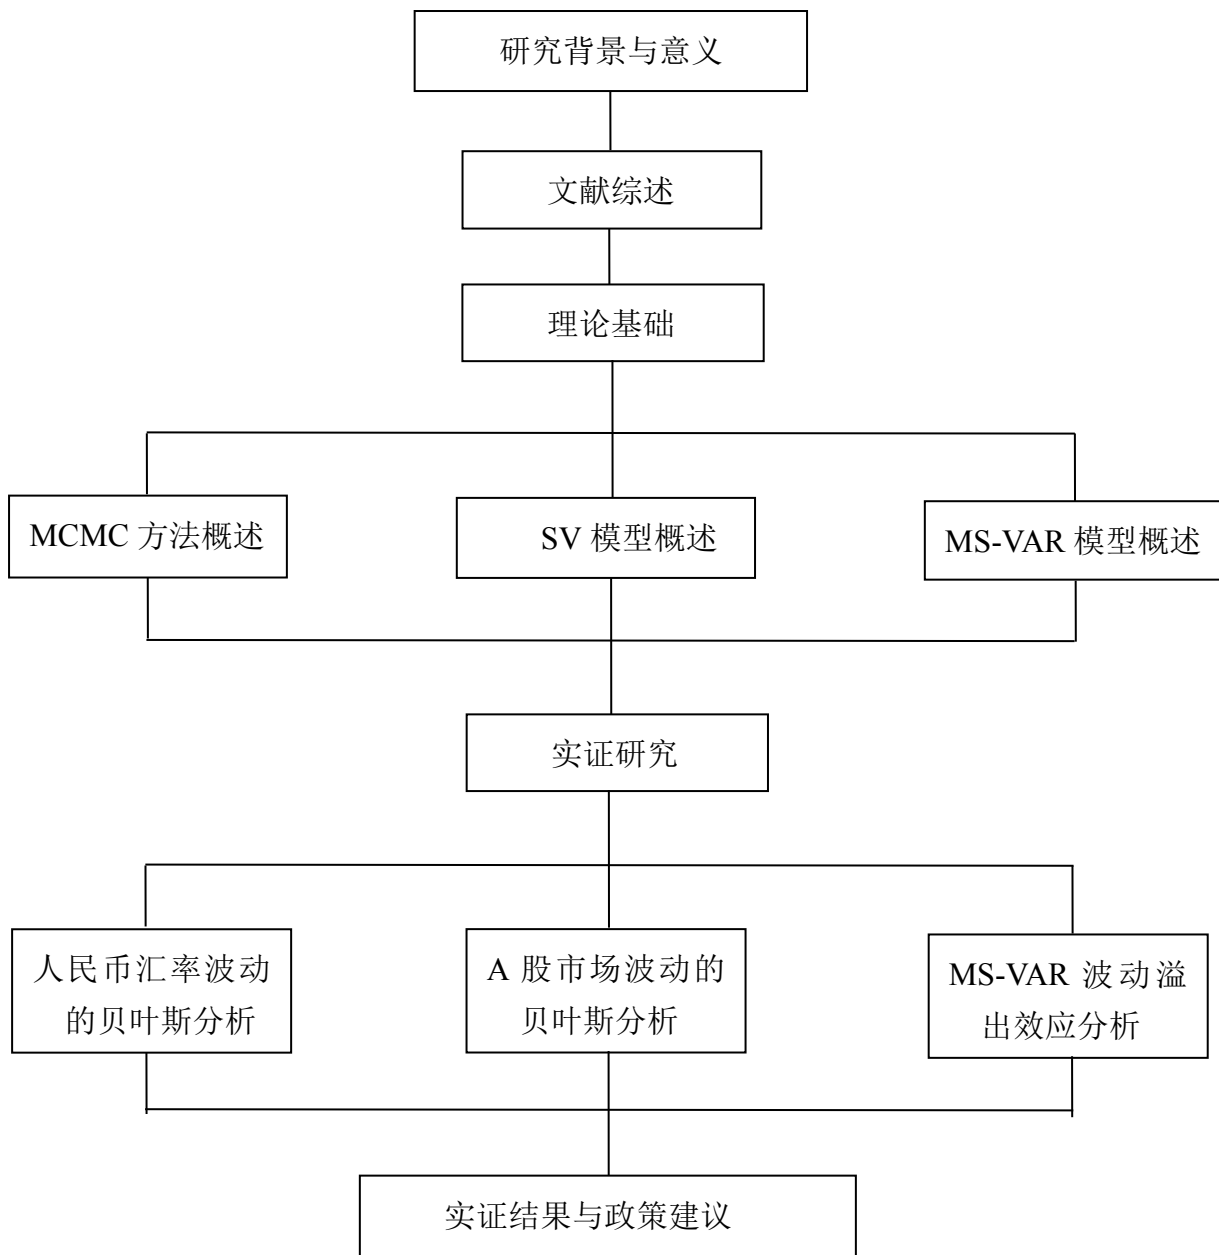 研究背景与意义
文献综述
理论基础
MCMC 方法概述
SV 模型概述
MS-VAR 模型概述
实证研究
人民币汇率波动
的贝叶斯分析
A 股市场波动的
贝叶斯分析
MS-VAR 波动溢
出效应分析
实证结果与政策建议